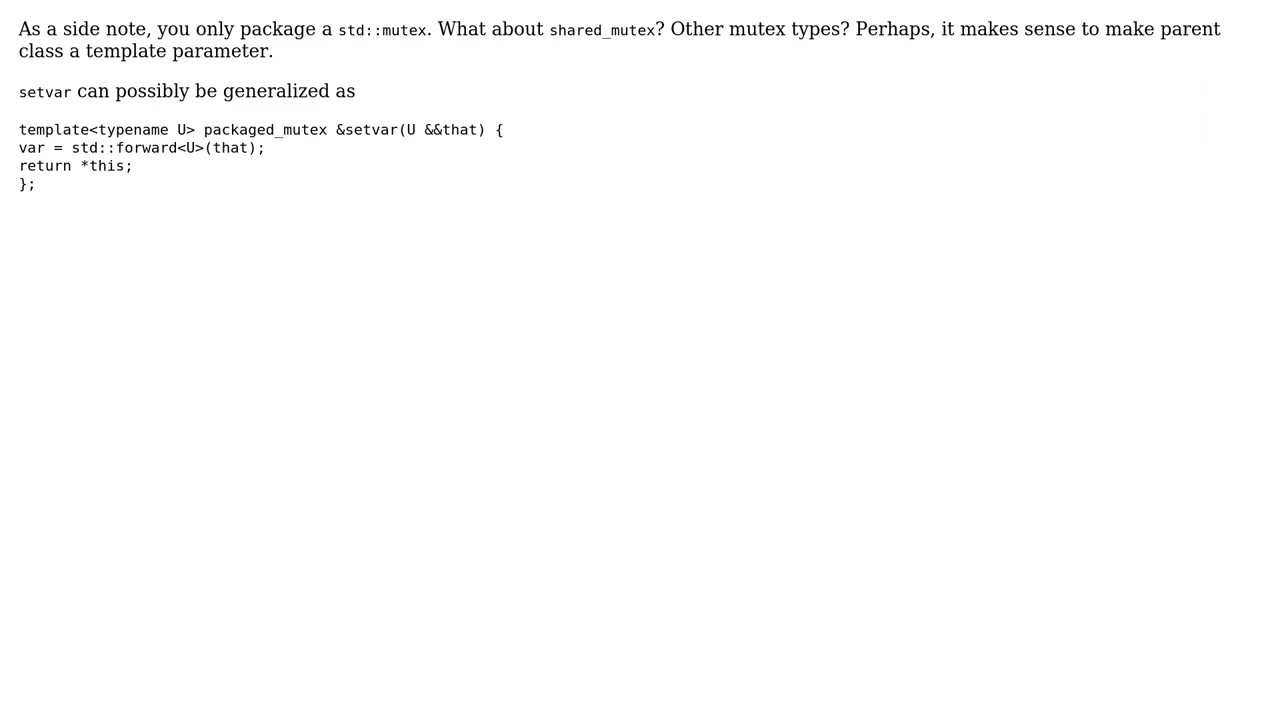 As a side note, you only package a std::mutex. What about shared_mutex? Other mutex types? Perhaps, it makes sense to make parent
class a template parameter.
setvar can possibly be generalized as
template<typename U> packaged_mutex &setvar(U &&that) {
var = std::forward<U>(that);
return *this;
};